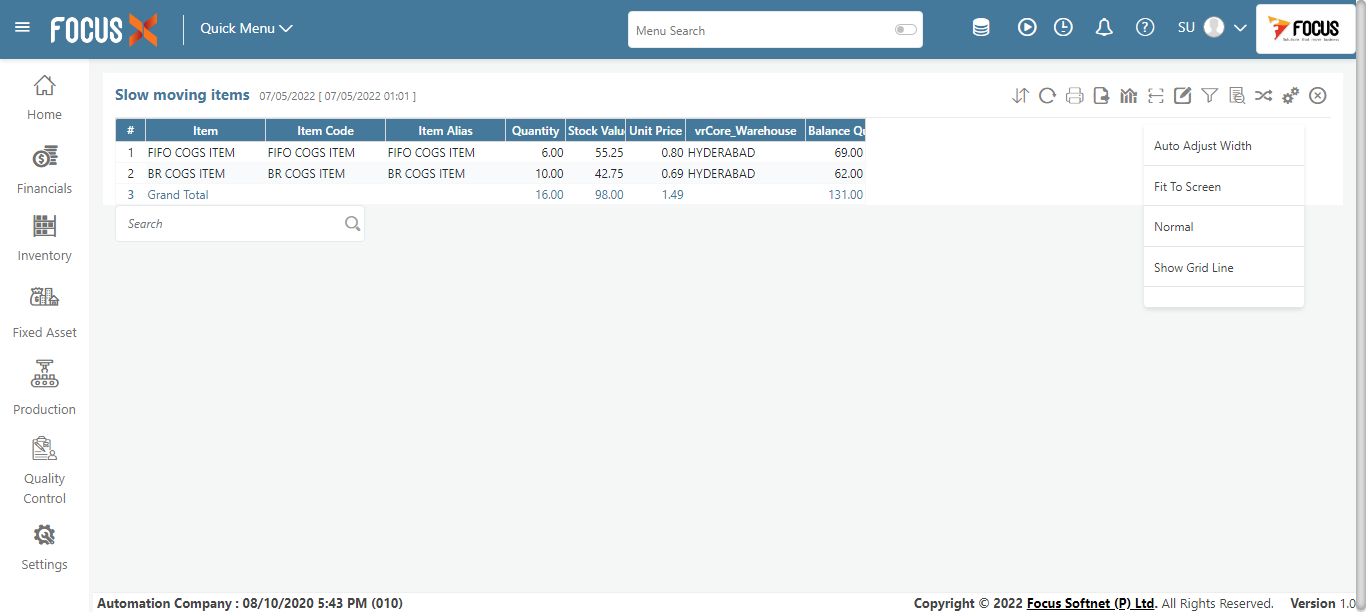 FOCUS X
Quick Menu
Menu Search
SU
FOCUS
Home
Financials
Inventory
Fixed Asset
Production
Quality
Control
Settings
Slow moving items 07/05/2022 [ 07/05/2022 01:01 ]
# Item Item Code Item Alias Quantity Stock Valu Unit Price vrCore_Warehouse Balance Qu
1 FIFO COGS ITEM FIFO COGS ITEM FIFO COGS ITEM 6.00 55.25 0.80 HYDERABAD 69.00
2 BR COGS ITEM BR COGS ITEM BR COGS ITEM 10.00 42.75 0.69 HYDERABAD 62.00
3 Grand Total 16.00 98.00 1.49 131.00
Search
Auto Adjust Width
Fit To Screen
Normal
Show Grid Line
Automation Company : 08/10/2020 5:43 PM (010)
Copyright © 2022 Focus Softnet (P) Ltd. All Rights Reserved. Version 1.0